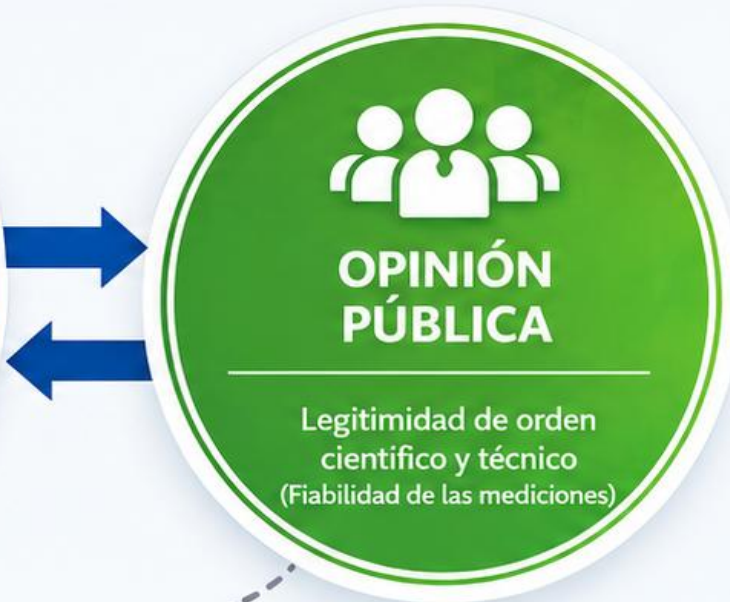 OPINIÓN
PÚBLICA
Legitimidad de orden
científico y técnico
(Fiabilidad de las mediciones)